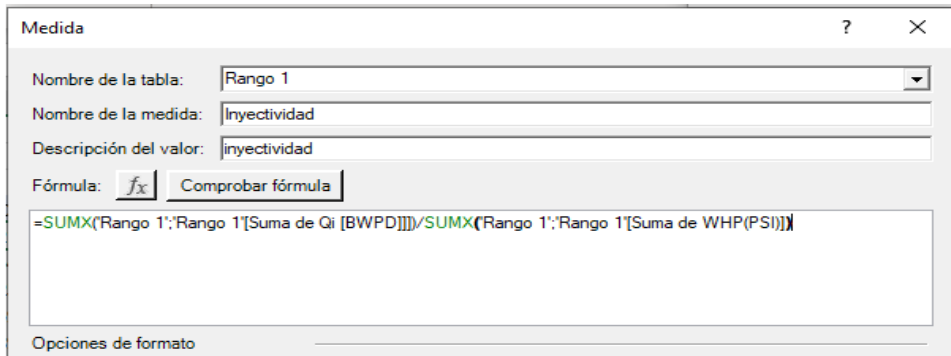 Medida ? ×
Nombre de la tabla: Rango 1
Nombre de la medida: Inyectividad
Descripción del valor: inyectividad
Fórmula: fx Comprobar fórmula
=SUMX('Rango 1';'Rango 1'[Suma de Qi [BWPD]]])/SUMX('Rango 1';'Rango 1'[Suma de WHP(PSI)])
Opciones de formato